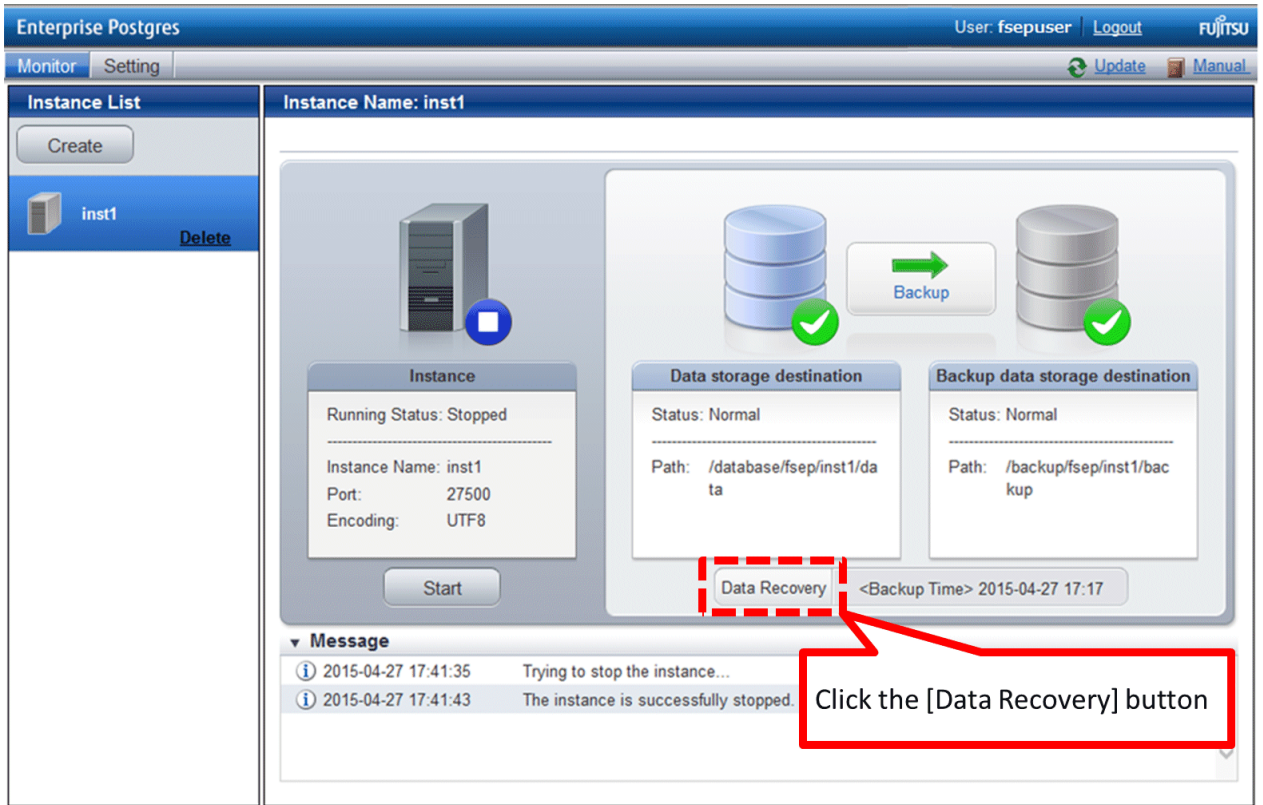 Enterprise Postgres
User: fsepuser Logout FUJITSU
Monitor Setting Update Manual
Instance List
Create
inst1
Delete
Instance Name: inst1
Backup
Instance
Running Status: Stopped
Instance Name: inst1
Port: 27500
Encoding: UTF8
Start
Data storage destination
Status: Normal
Path: /database/fsep/inst1/da
ta
Backup data storage destination
Status: Normal
Path: /backup/fsep/inst1/bac
kup
Data Recovery <Backup Time> 2015-04-27 17:17
Message
2015-04-27 17:41:35 Trying to stop the instance...
2015-04-27 17:41:43 The instance is successfully stopped.
Click the [Data Recovery] button